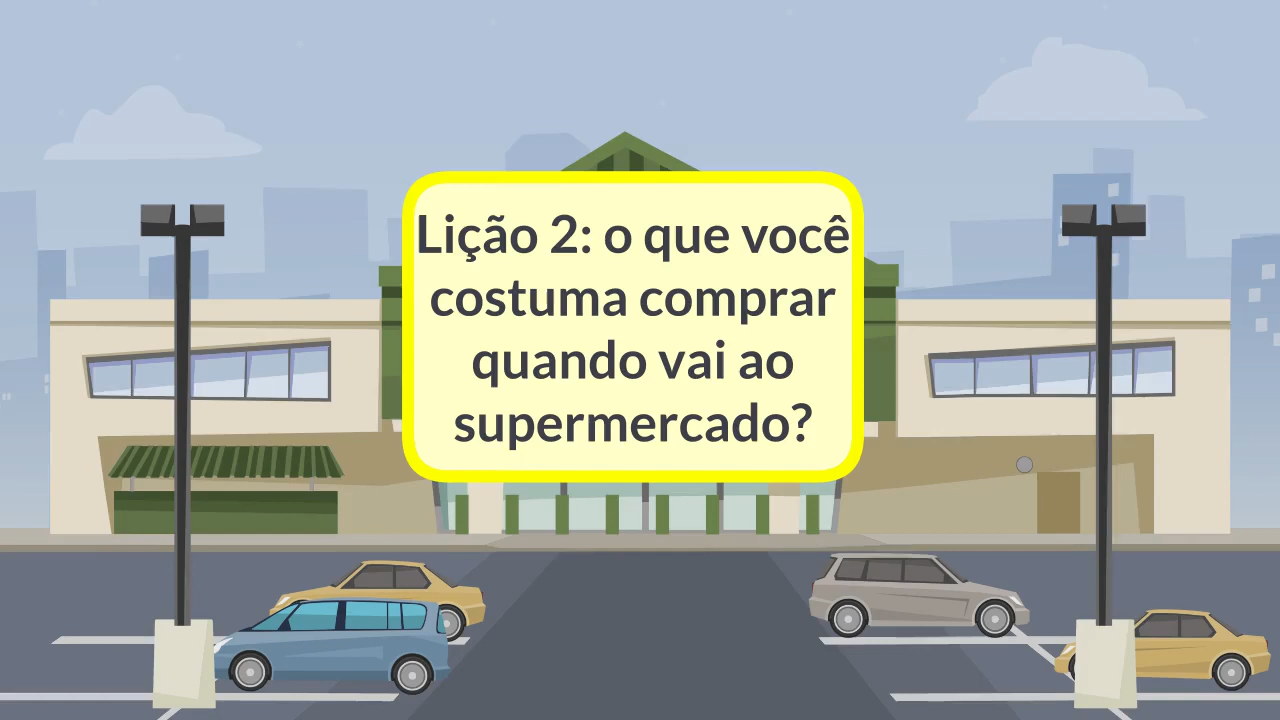 Lição 2: o que você
costuma comprar
quando vai ao
supermercado?